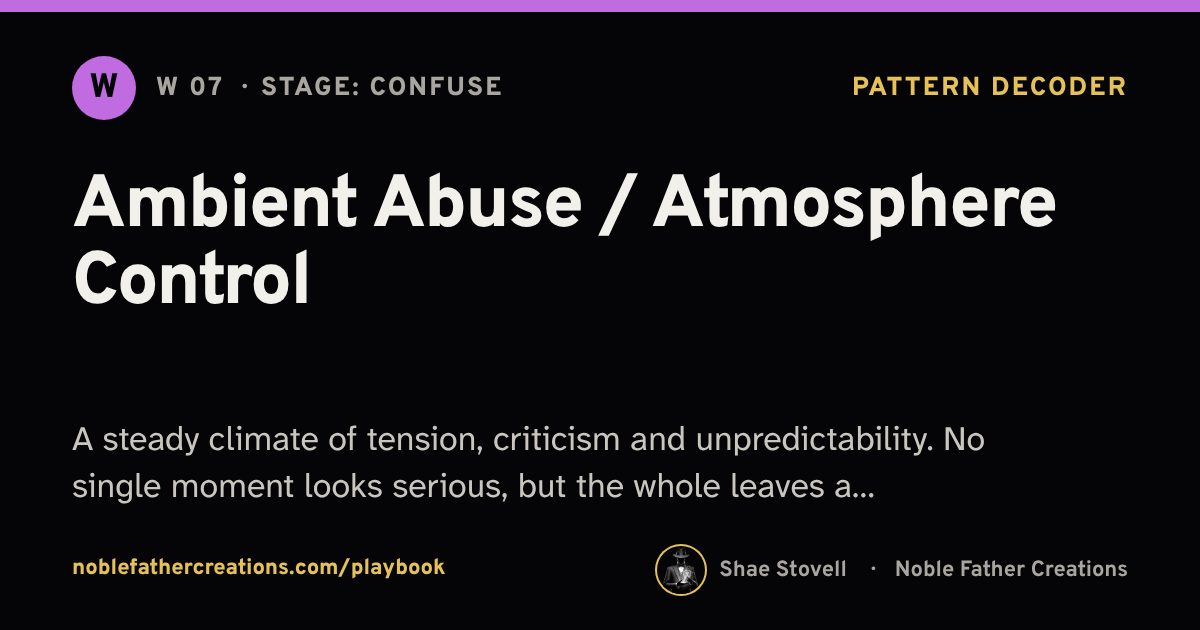 W W 07 · STAGE: CONFUSE PATTERN DECODER
Ambient Abuse / Atmosphere
Control
A steady climate of tension, criticism and unpredictability. No
single moment looks serious, but the whole leaves a...
noblefathercreations.com/playbook Shae Stovell · Noble Father Creations